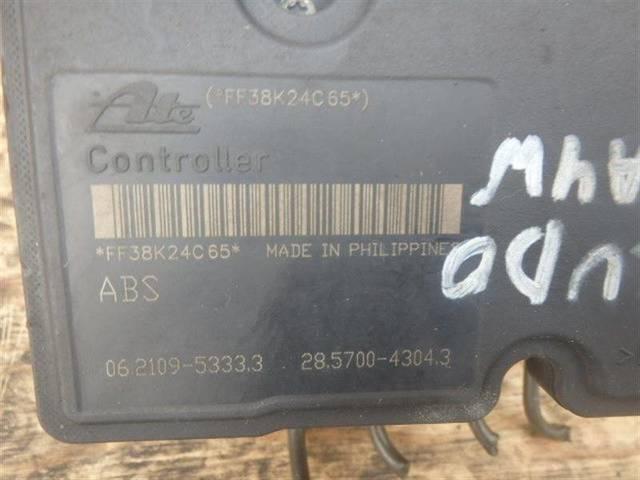 Ate (*FF38K24C65*)
Controller
*FF38K24C65* MADE IN PHILIPPINES
ABS
06.2109-5333.3 28.5700-4304.3